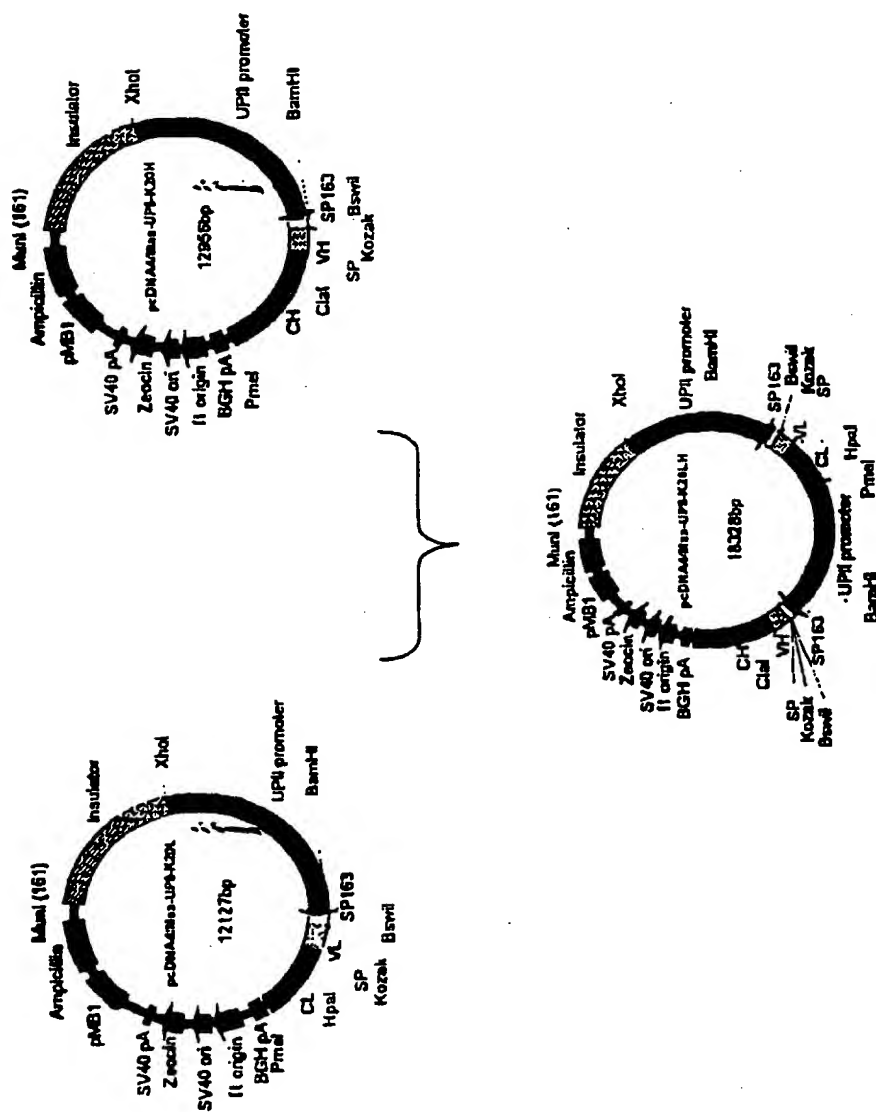 MunI (161)
Insulator
XhoI
UPII promoter
BamHI
SP163
BswiI
Kozak
SP
VL
CL
HpaI
PmeI
BGH pA
f1 origin
SV40 ori
Zeocin
SV40 pA
pMB1
Ampicillin
12127bp
MunI (161)
Insulator
XhoI
UPII promoter
BamHI
SP163
BswiI
Kozak
SP
VH
ClaI
CH
PmeI
BGH pA
f1 origin
SV40 ori
Zeocin
SV40 pA
pMB1
Ampicillin
12956bp
MunI (161)
Insulator
XhoI
UPII promoter
BamHI
SP163
BswiI
Kozak
SP
VL
CL
HpaI
PmeI
UPII promoter
BamHI
SP163
BswiI
Kozak
SP
VH
ClaI
CH
BGH pA
f1 origin
SV40 ori
Zeocin
SV40 pA
pMB1
Ampicillin
18328bp